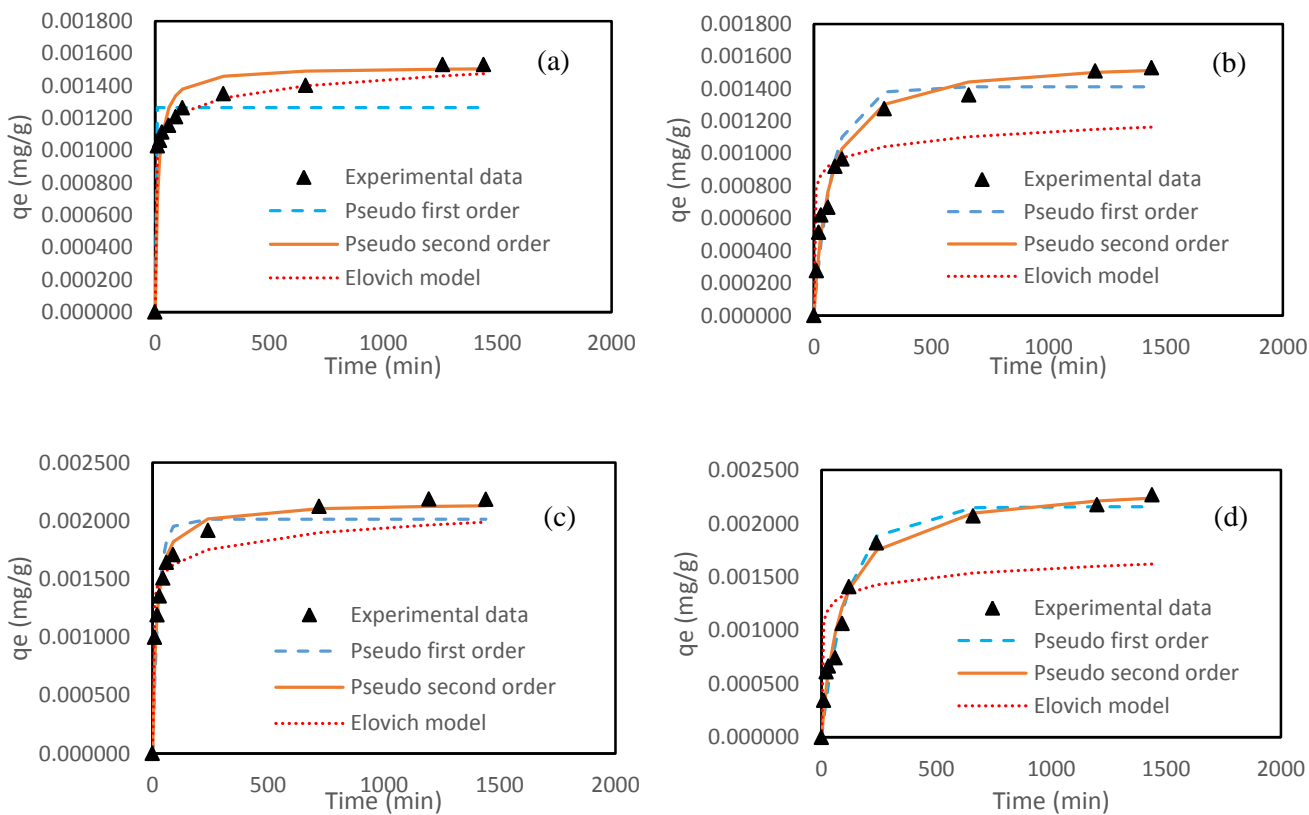 0.001800
0.001600
0.001400
0.001200
0.001000
0.000800
0.000600
0.000400
0.000200
0.000000
qe (mg/g)
(a)
Experimental data
Pseudo first order
Pseudo second order
Elovich model
0 500 1000 1500 2000
Time (min)
0.001800
0.001600
0.001400
0.001200
0.001000
0.000800
0.000600
0.000400
0.000200
0.000000
qe (mg/g)
(b)
Experimental data
Pseudo first order
Pseudo second order
Elovich model
0 500 1000 1500 2000
Time (min)
0.002500
0.002000
0.001500
0.001000
0.000500
0.000000
qe (mg/g)
(c)
Experimental data
Pseudo first order
Pseudo second order
Elovich model
0 500 1000 1500 2000
Time (min)
0.002500
0.002000
0.001500
0.001000
0.000500
0.000000
qe (mg/g)
(d)
Experimental data
Pseudo first order
Pseudo second order
Elovich model
0 500 1000 1500 2000
Time (min)